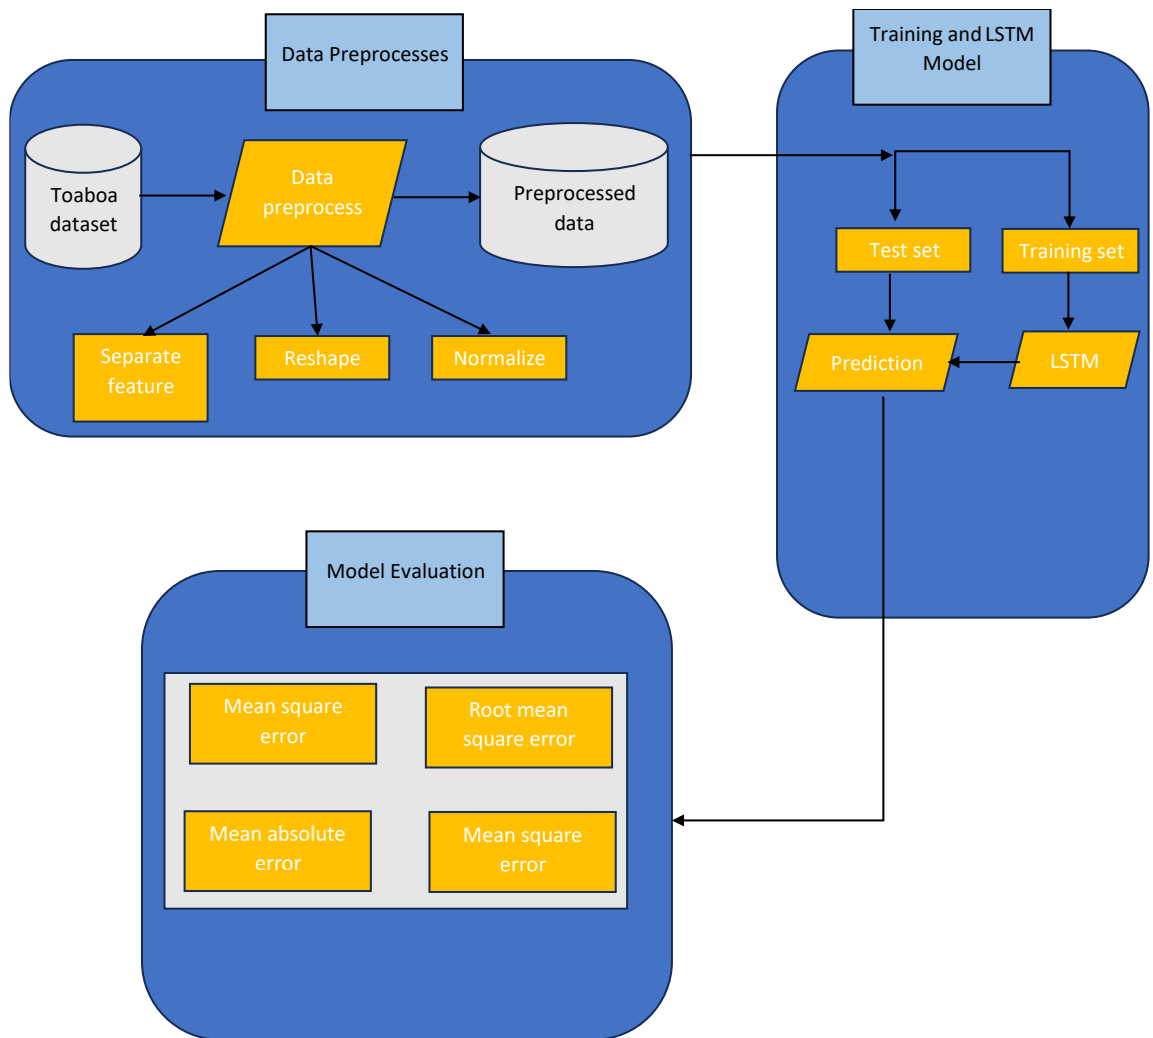 Data Preprocesses
Toaboa
dataset
Data
preprocess
Preprocessed
data
Separate
feature
Reshape
Normalize
Training and LSTM
Model
Test set
Training set
Prediction
LSTM
Model Evaluation
Mean square
error
Root mean
square error
Mean absolute
error
Mean square
error